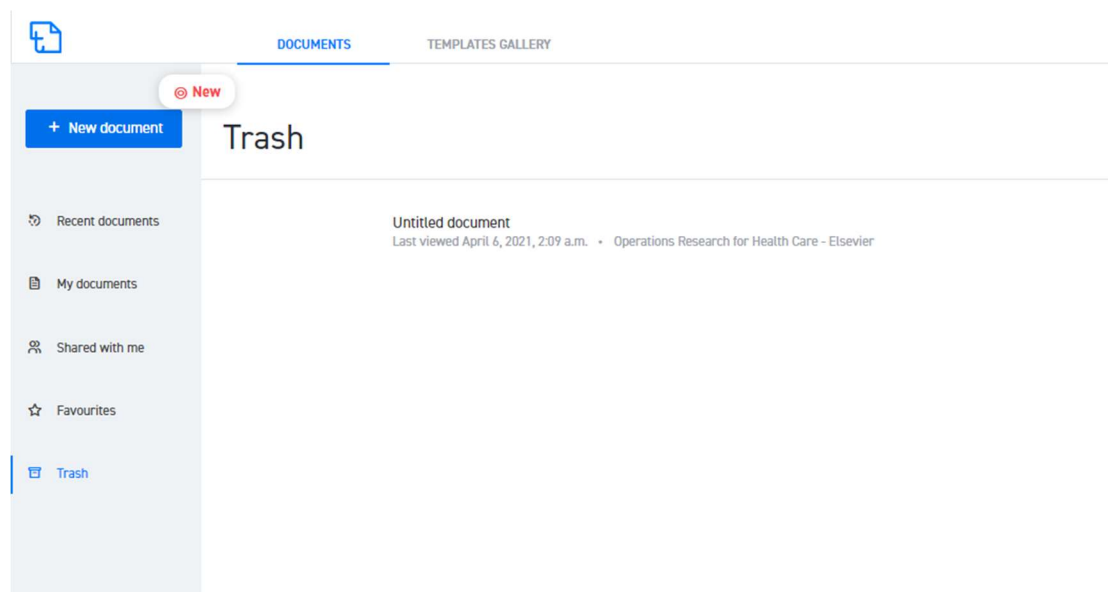 DOCUMENTS
TEMPLATES GALLERY
New
+ New document
Trash
Untitled document
Last viewed April 6, 2021, 2:09 a.m. • Operations Research for Health Care - Elsevier
Recent documents
My documents
Shared with me
Favourites
Trash